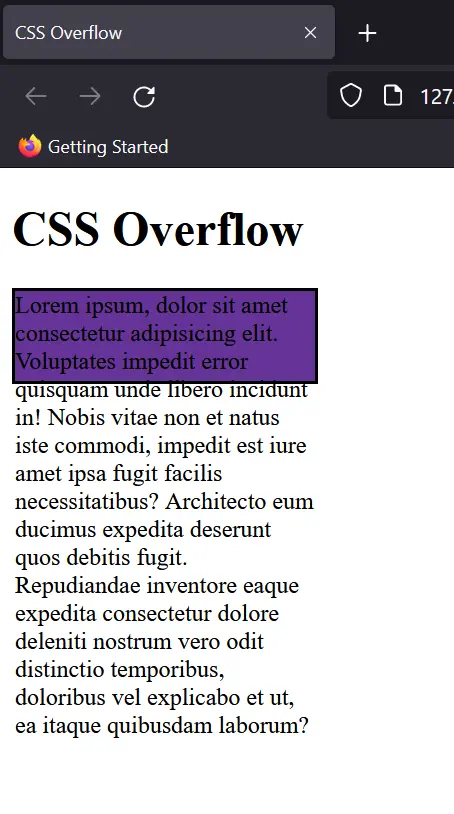 CSS Overflow
127.
Getting Started
CSS Overflow
Lorem ipsum, dolor sit amet
consectetur adipisicing elit.
Voluptates impedit error
quisquam unde libero incidunt
in! Nobis vitae non et natus
iste commodi, impedit est iure
amet ipsa fugit facilis
necessitatibus? Architecto eum
ducimus expedita deserunt
quos debitis fugit.
Repudiandae inventore eaque
expedita consectetur dolore
deleniti nostrum vero odit
distinctio temporibus,
doloribus vel explicabo et ut,
ea itaque quibusdam laborum?